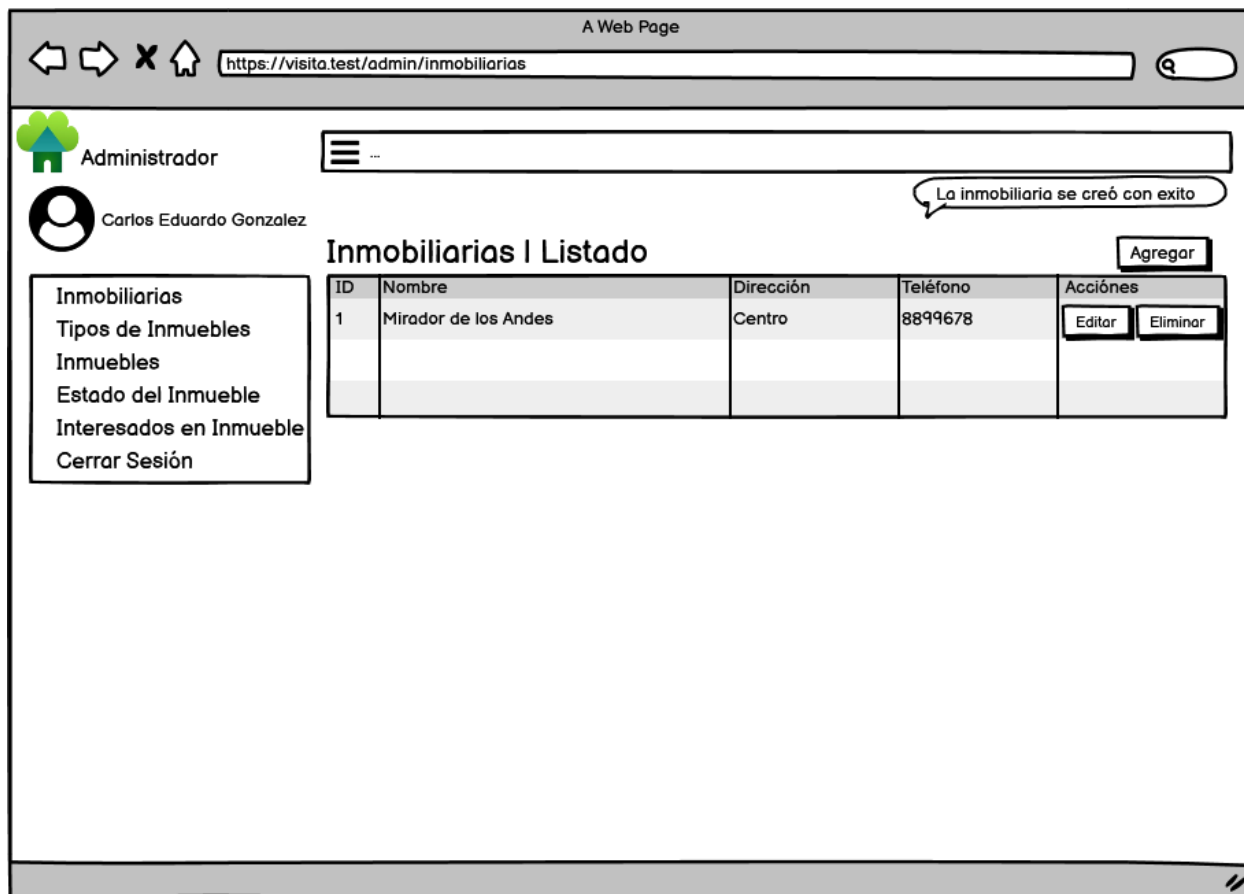 A Web Page
https://visita.test/admin/inmobiliarias
Administrador
...
La inmobiliaria se creó con exito
Carlos Eduardo Gonzalez
Inmobiliarias | Listado
Agregar
Inmobiliarias
Tipos de Inmuebles
Inmuebles
Estado del Inmueble
Interesados en Inmueble
Cerrar Sesión
ID Nombre Dirección Teléfono Acciónes
1 Mirador de los Andes Centro 8899678 Editar Eliminar